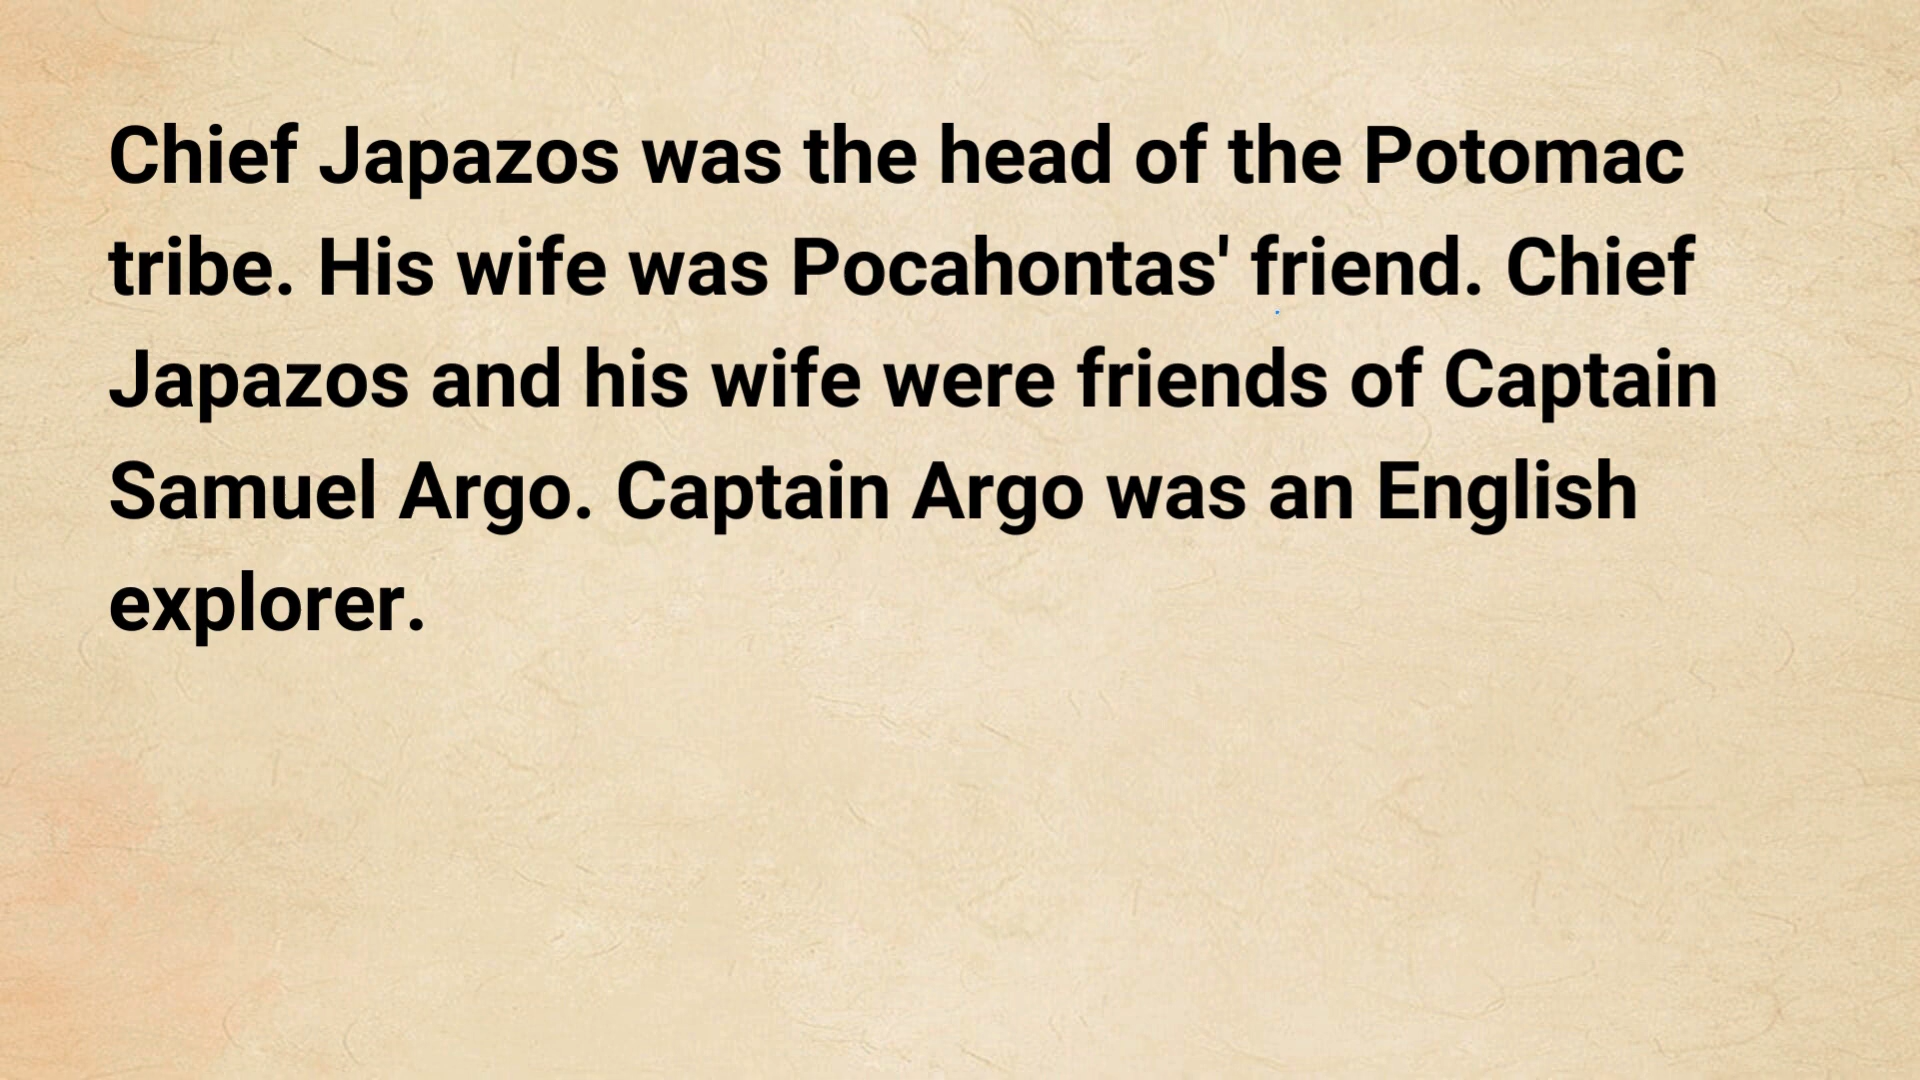 Chief Japazos was the head of the Potomac
tribe. His wife was Pocahontas' friend. Chief
Japazos and his wife were friends of Captain
Samuel Argo. Captain Argo was an English
explorer.